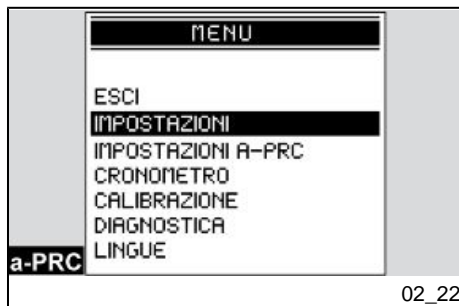 MENU
ESCI
IMPOSTAZIONI
IMPOSTAZIONI A-PRC
CRONOMETRO
CALIBRAZIONE
DIAGNOSTICA
LINGUE
a-PRC
02_22